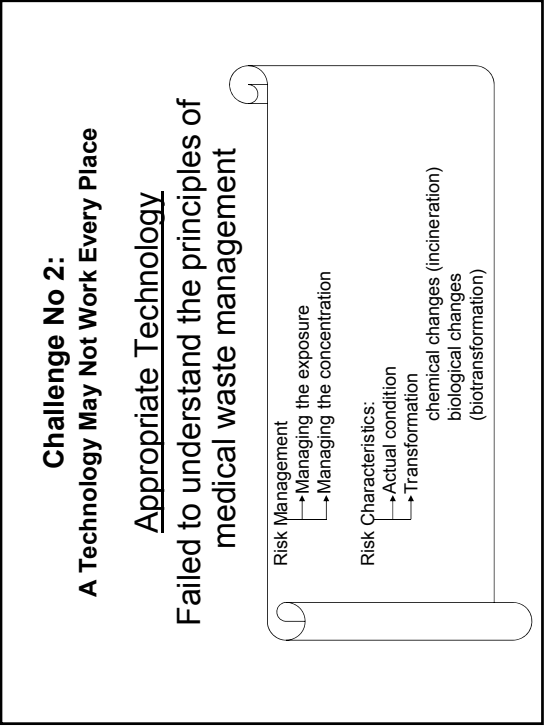 Challenge No 2:
A Technology May Not Work Every Place
Appropriate Technology
Failed to understand the principles of
medical waste management
Risk Management
Managing the exposure
Managing the concentration
Risk Characteristics:
Actual condition
Transformation
chemical changes (incineration)
biological changes
(biotransformation)